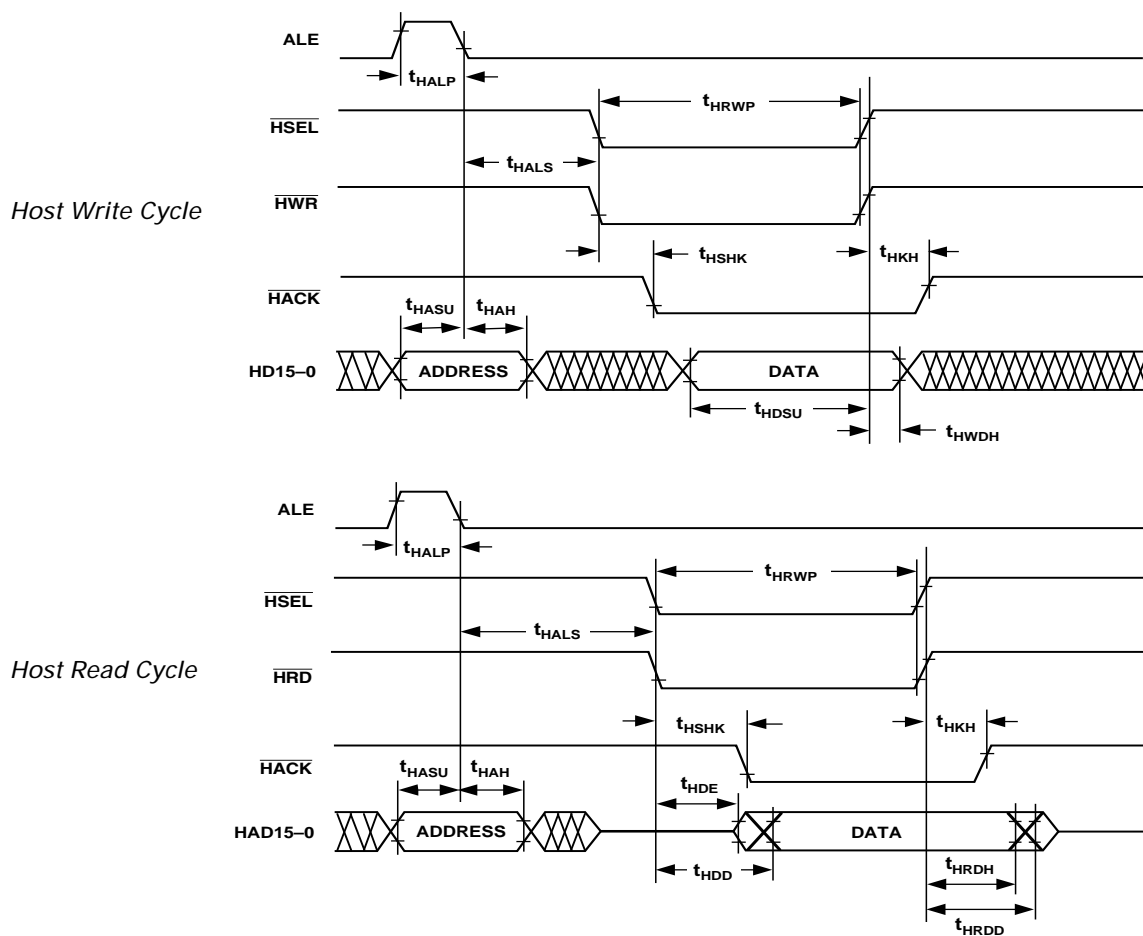 ALE
tHALP
tHRWP
HSEL
tHALS
Host Write Cycle
HWR
tHSHK
tHKH
HACK
tHASU
tHAH
HD15–0
ADDRESS
DATA
tHDSU
tHWDH
ALE
tHALP
tHRWP
HSEL
tHALS
Host Read Cycle
HRD
tHSHK
tHKH
HACK
tHASU
tHAH
tHDE
HAD15–0
ADDRESS
DATA
tHDD
tHRDH
tHRDD